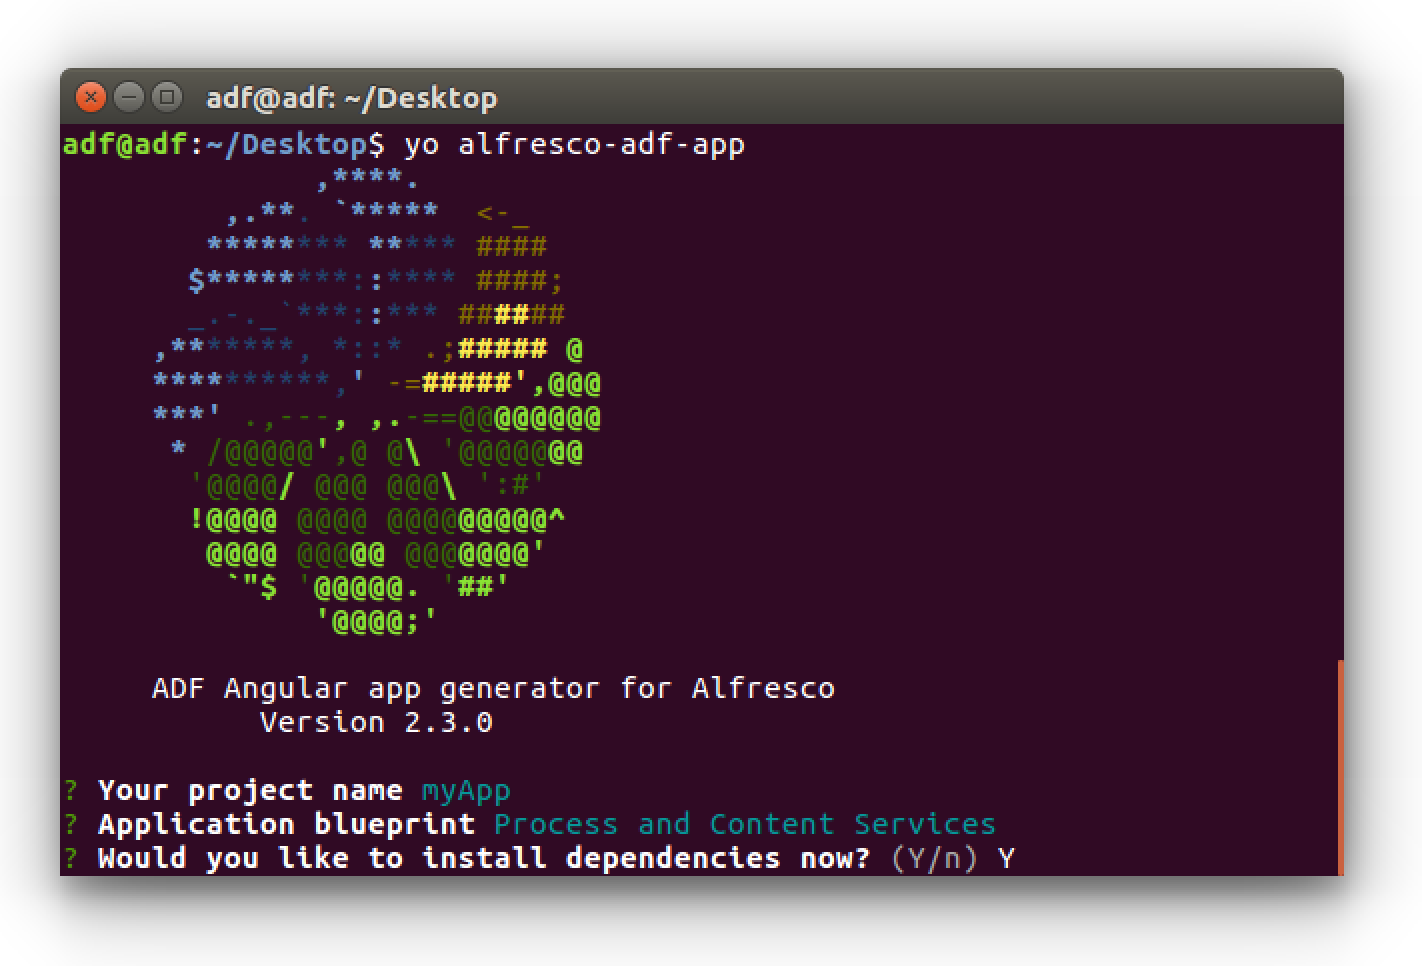 adf@adf: ~/Desktop
adf@adf:~/Desktop$ yo alfresco-adf-app
,****.
,.**. `***** <-_
******** ***** ####
$********::**** ####;
_.-._`***::*** ######
,********, *::* .;##### @
**********,' -=#####',@@@
***' .,---, ,.-==@@@@@@@@
* /@@@@@',@ @\ '@@@@@@@
'@@@@/ @@@ @@@\ ':#'
!@@@@ @@@@ @@@@@@@@@^
@@@@ @@@@@ @@@@@@@'
`"$ '@@@@@. '##'
'@@@@;'
ADF Angular app generator for Alfresco
Version 2.3.0
? Your project name myApp
? Application blueprint Process and Content Services
? Would you like to install dependencies now? (Y/n) Y